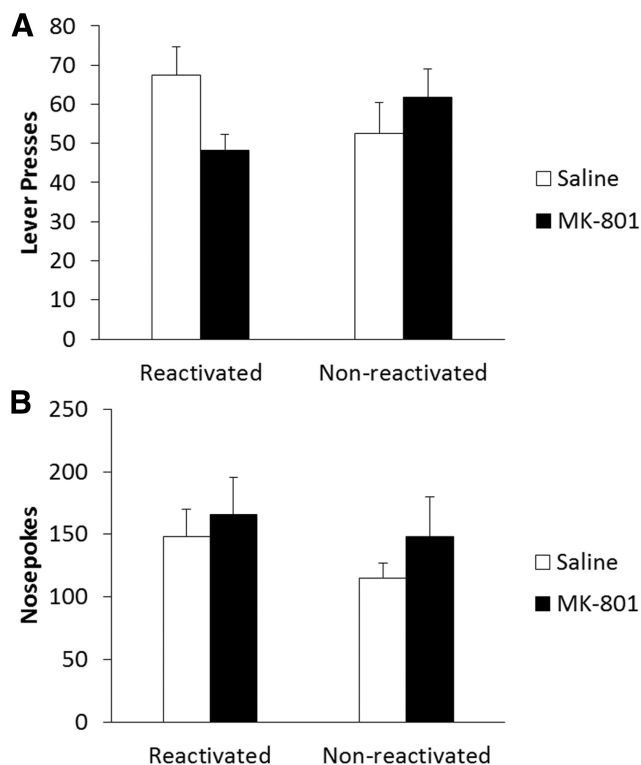 A
80
70
60
50
40
30
20
10
0
Lever Presses
Reactivated
Non-reactivated
Saline
MK-801
B
250
200
150
100
50
0
Nosepokes
Reactivated
Non-reactivated
Saline
MK-801